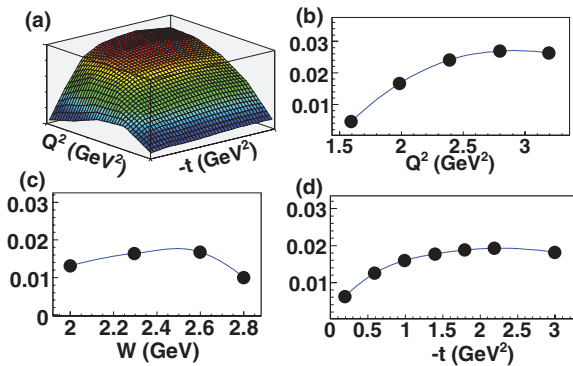 (a)
Q² (GeV²)
-t (GeV²)
(b)
0.03
0.02
0.01
1.5 2 2.5 3
Q² (GeV²)
(c)
0.03
0.02
0.01
0
2 2.2 2.4 2.6 2.8
W (GeV)
(d)
0.03
0.02
0.01
0 0.5 1 1.5 2 2.5 3
-t (GeV²)